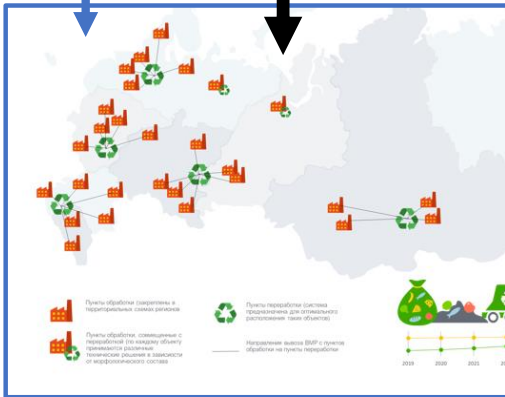 Пункты обработки (закреплены в
территориальных схемах регионов
Пункты обработки, совмещенные с
переработкой (по каждому объекту
принимаются различные
технические решения в зависимости
от морфологического состава
Пункты переработки (система
предназначена для оптимального
расположения таких объектов)
Направления вывоза ВМР с пунктов
обработки на пункты переработки
2019 2020 2021